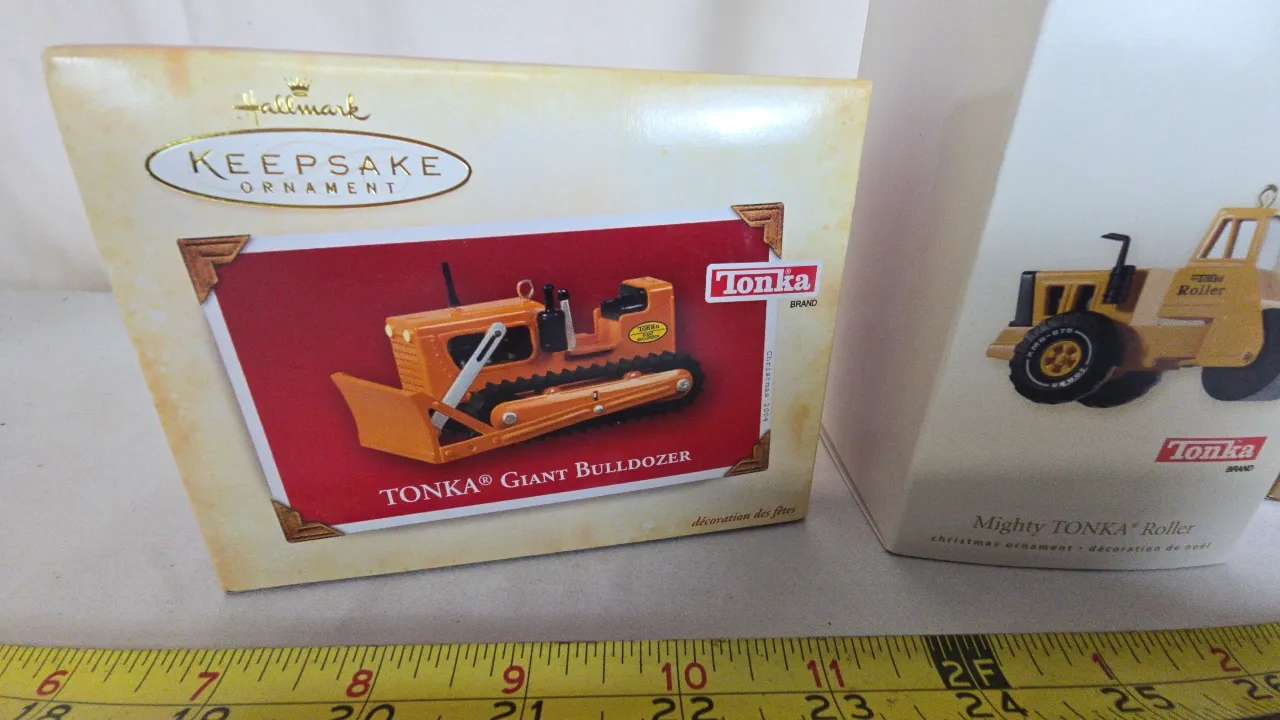 Hallmark
KEEPSAKE
ORNAMENT
Tonka®
BRAND
Christmas 2004
TONKA® GIANT BULLDOZER
décoration des fêtes
Roller
Tonka
BRAND
Mighty TONKA® Roller
christmas ornament • décoration de noël
6 7 8 9 10 11 2F 1 2
18 19 20 21 22 23 24 25 26